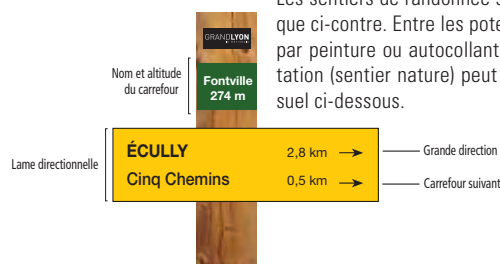 Les sentiers de randonnée s
que ci-contre. Entre les pote
par peinture ou autocollant
tation (sentier nature) peut
suel ci-dessous.
GRANDLYON
Nom et altitude
du carrefour
Fontville
274 m
Lame directionnelle
ÉCULLY 2,8 km
Cinq Chemins 0,5 km
Grande direction
Carrefour suivant